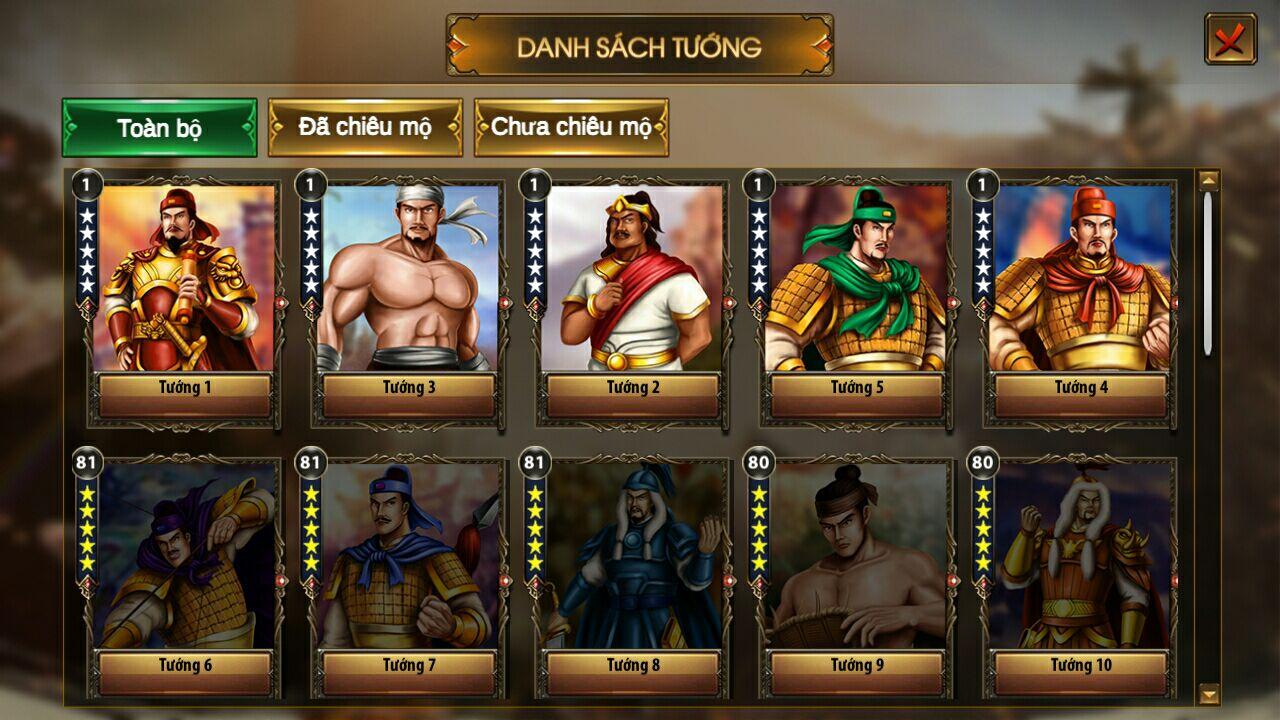 DANH SÁCH TƯỚNG
Toàn bộ
Đã chiêu mộ
Chưa chiêu mộ
1
1
1
1
1
Tướng 1
Tướng 3
Tướng 2
Tướng 5
Tướng 4
81
81
81
80
80
Tướng 6
Tướng 7
Tướng 8
Tướng 9
Tướng 10